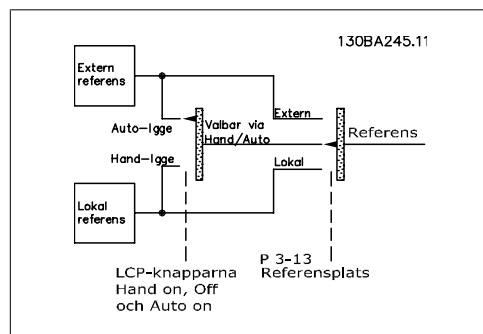 130BA245.11
Extern
referens
Auto-läge
Valbar via
Hand/Auto
Extern
Referens
Hand-läge
Lokal
Lokal
referens
LCP-knapparna
Hand on, Off
och Auto on
P 3-13
Referensplats